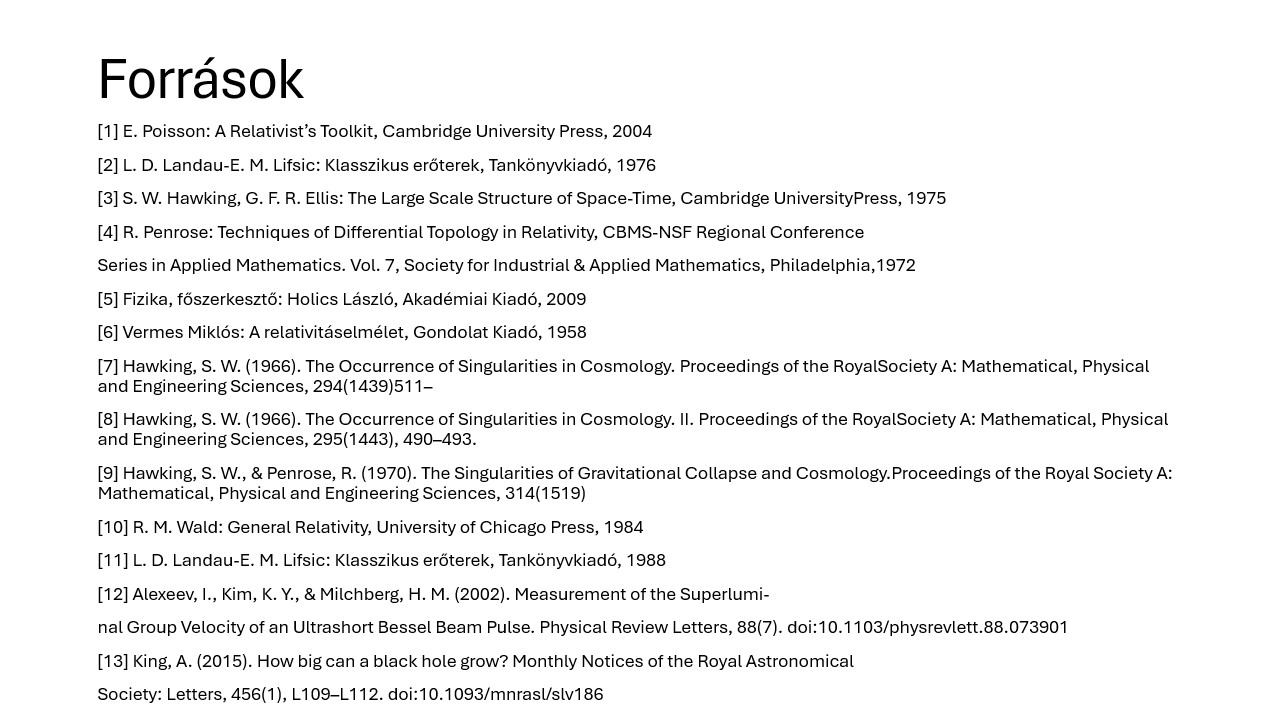 Források
[1] E. Poisson: A Relativist’s Toolkit, Cambridge University Press, 2004
[2] L. D. Landau-E. M. Lifsic: Klasszikus erőterek, Tankönyvkiadó, 1976
[3] S. W. Hawking, G. F. R. Ellis: The Large Scale Structure of Space-Time, Cambridge UniversityPress, 1975
[4] R. Penrose: Techniques of Differential Topology in Relativity, CBMS-NSF Regional Conference
Series in Applied Mathematics. Vol. 7, Society for Industrial & Applied Mathematics, Philadelphia,1972
[5] Fizika, főszerkesztő: Holics László, Akadémiai Kiadó, 2009
[6] Vermes Miklós: A relativitáselmélet, Gondolat Kiadó, 1958
[7] Hawking, S. W. (1966). The Occurrence of Singularities in Cosmology. Proceedings of the RoyalSociety A: Mathematical, Physical
and Engineering Sciences, 294(1439)511–
[8] Hawking, S. W. (1966). The Occurrence of Singularities in Cosmology. II. Proceedings of the RoyalSociety A: Mathematical, Physical
and Engineering Sciences, 295(1443), 490–493.
[9] Hawking, S. W., & Penrose, R. (1970). The Singularities of Gravitational Collapse and Cosmology.Proceedings of the Royal Society A:
Mathematical, Physical and Engineering Sciences, 314(1519)
[10] R. M. Wald: General Relativity, University of Chicago Press, 1984
[11] L. D. Landau-E. M. Lifsic: Klasszikus erőterek, Tankönyvkiadó, 1988
[12] Alexeev, I., Kim, K. Y., & Milchberg, H. M. (2002). Measurement of the Superlumi-
nal Group Velocity of an Ultrashort Bessel Beam Pulse. Physical Review Letters, 88(7). doi:10.1103/physrevlett.88.073901
[13] King, A. (2015). How big can a black hole grow? Monthly Notices of the Royal Astronomical
Society: Letters, 456(1), L109–L112. doi:10.1093/mnrasl/slv186